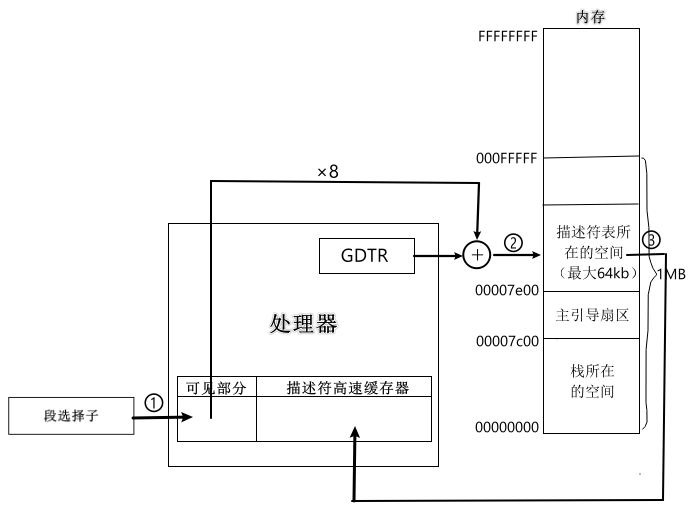 内存
FFFFFFFF
000FFFFF
×8
②
描述符表所
在的空间
（最大64kb）
③
1MB
GDTR
+
00007e00
处理器
主引导扇区
00007c00
可见部分
描述符高速缓存器
栈所在
的空间
段选择子
①
00000000